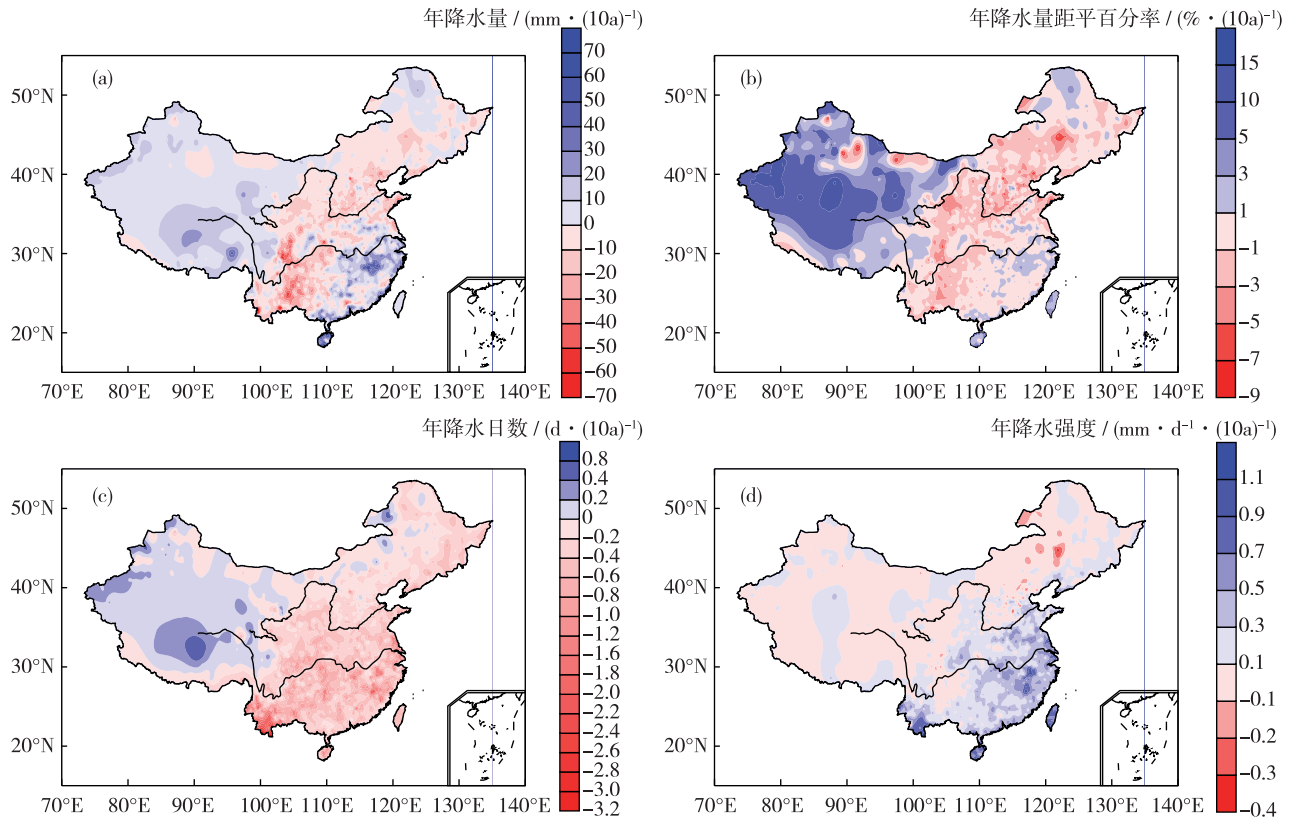 年降水量 / (mm · (10a)⁻¹)
(a)
50°N
40°N
30°N
20°N
70°E 80°E 90°E 100°E 110°E 120°E 130°E 140°E
70
60
50
40
30
20
10
0
−10
−20
−30
−40
−50
−60
−70
年降水量距平百分率 / (% · (10a)⁻¹)
(b)
50°N
40°N
30°N
20°N
70°E 80°E 90°E 100°E 110°E 120°E 130°E 140°E
15
10
5
3
1
−1
−3
−5
−7
−9
年降水日数 / (d · (10a)⁻¹)
(c)
50°N
40°N
30°N
20°N
70°E 80°E 90°E 100°E 110°E 120°E 130°E 140°E
0.8
0.4
0.2
0
−0.2
−0.4
−0.6
−0.8
−1.0
−1.2
−1.4
−1.6
−1.8
−2.0
−2.2
−2.4
−2.6
−2.8
−3.0
−3.2
年降水强度 / (mm · d⁻¹ · (10a)⁻¹)
(d)
50°N
40°N
30°N
20°N
70°E 80°E 90°E 100°E 110°E 120°E 130°E 140°E
1.1
0.9
0.7
0.5
0.3
0.1
−0.1
−0.2
−0.3
−0.4